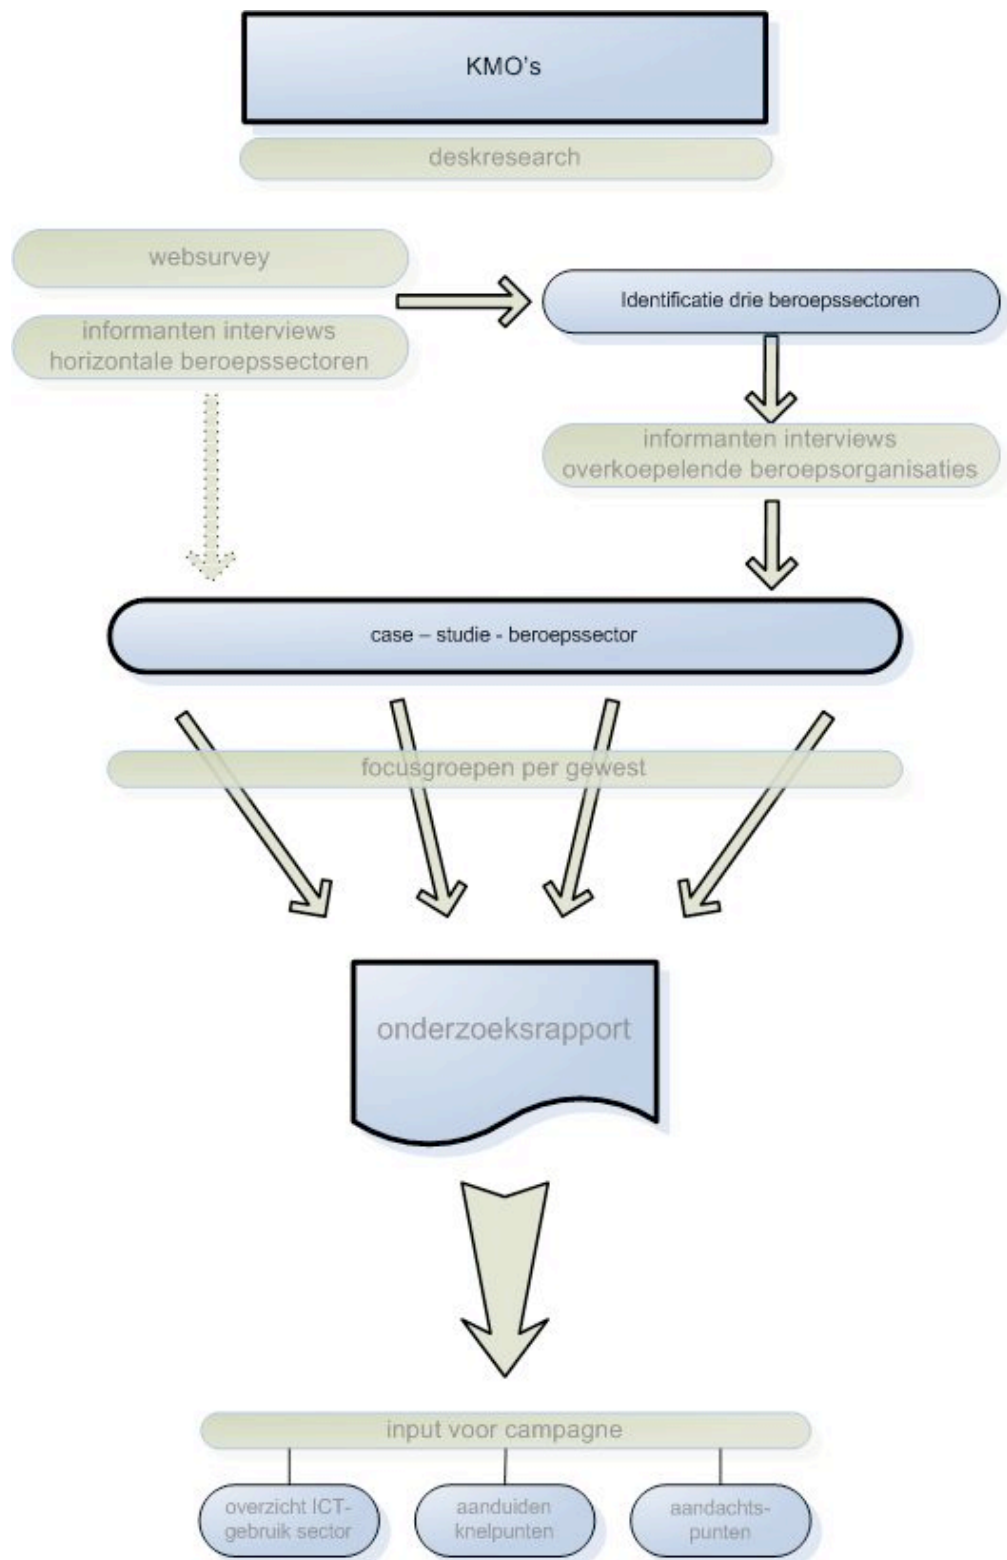 KMO's
deskresearch
websurvey
informanten interviews
horizontale beroepssectoren
Identificatie drie beroepssectoren
informanten interviews
overkoepelende beroepsorganisaties
case – studie - beroepssector
focusgroepen per gewest
onderzoeksrapport
input voor campagne
overzicht ICT-
gebruik sector
aanduiden
knelpunten
aandachts-
punten